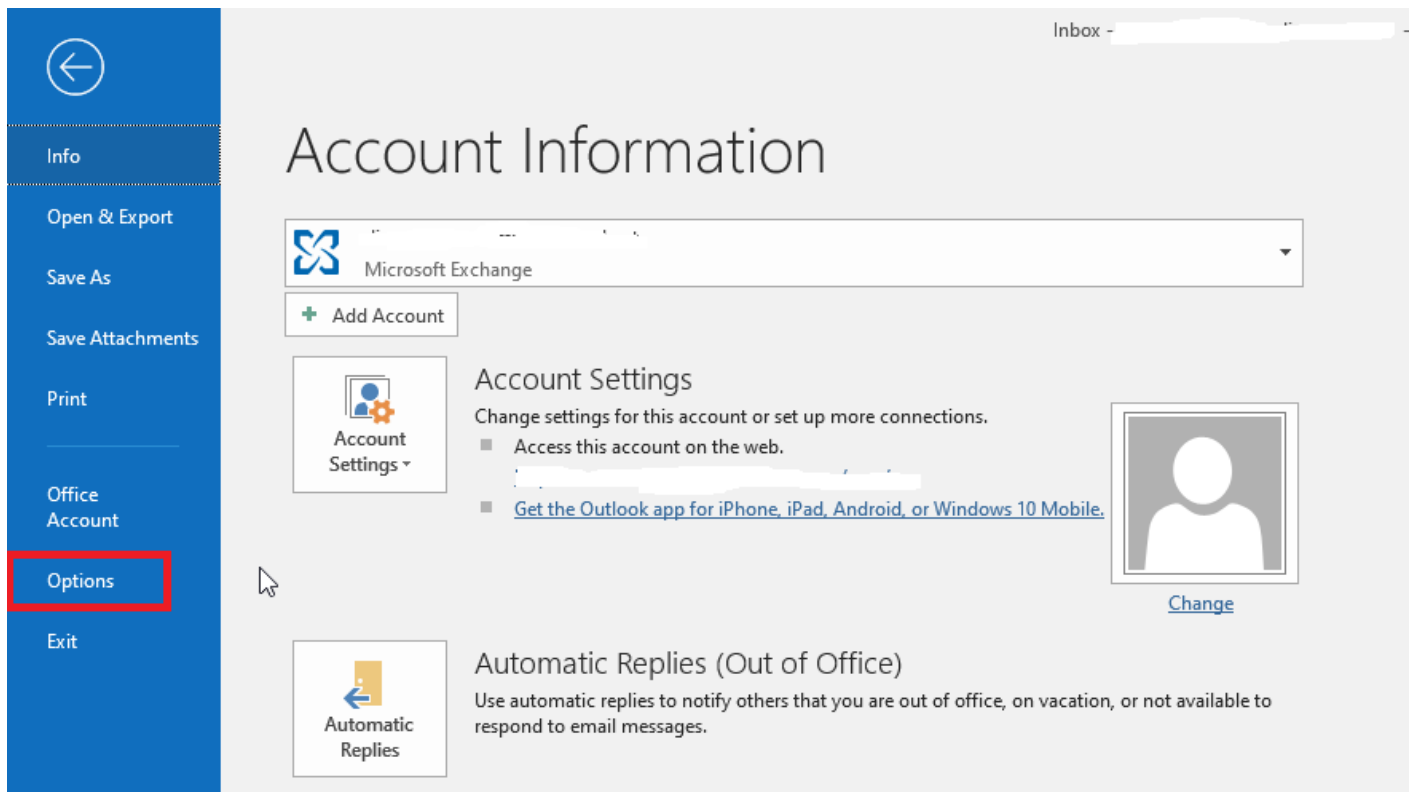 Inbox -
Info
Open & Export
Save As
Save Attachments
Print
Office
Account
Options
Exit
Account Information
Microsoft Exchange
Add Account
Account
Settings
Account Settings
Change settings for this account or set up more connections.
Access this account on the web.
Get the Outlook app for iPhone, iPad, Android, or Windows 10 Mobile.
Change
Automatic
Replies
Automatic Replies (Out of Office)
Use automatic replies to notify others that you are out of office, on vacation, or not available to
respond to email messages.